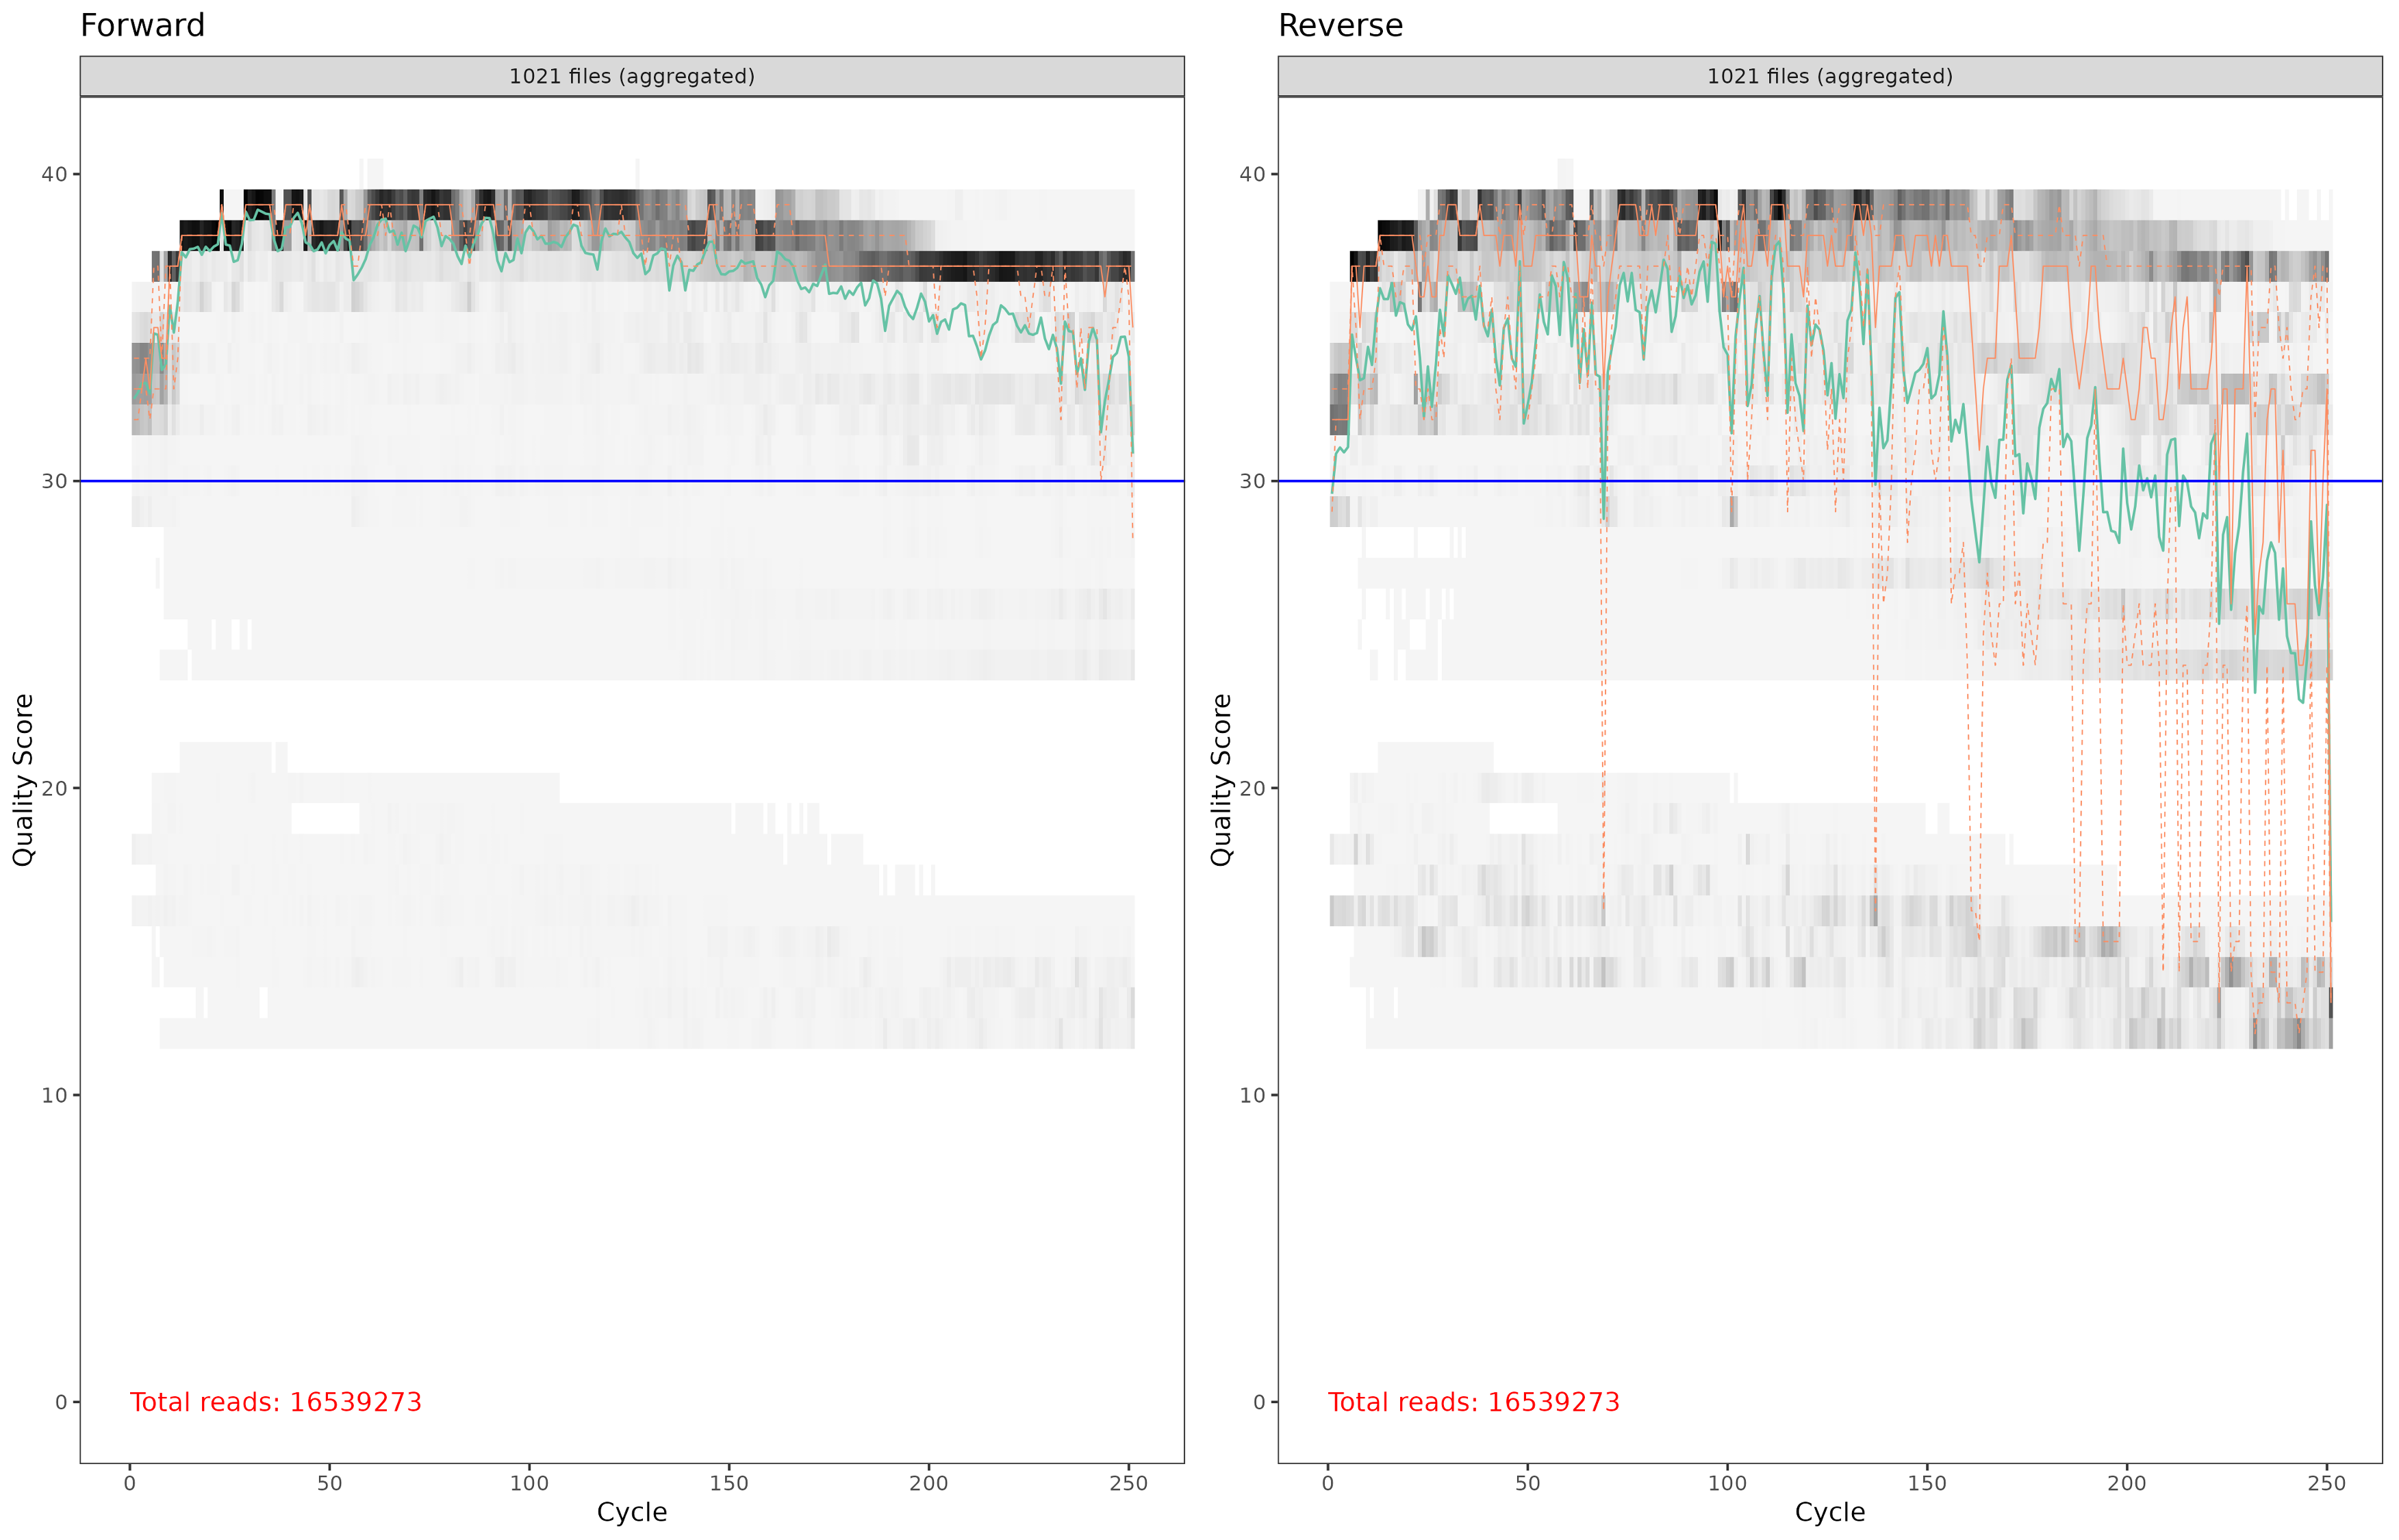 Forward
1021 files (aggregated)
40
30
20
10
0
Quality Score
Total reads: 16539273
0 50 100 150 200 250
Cycle
Reverse
1021 files (aggregated)
40
30
20
10
0
Quality Score
Total reads: 16539273
0 50 100 150 200 250
Cycle